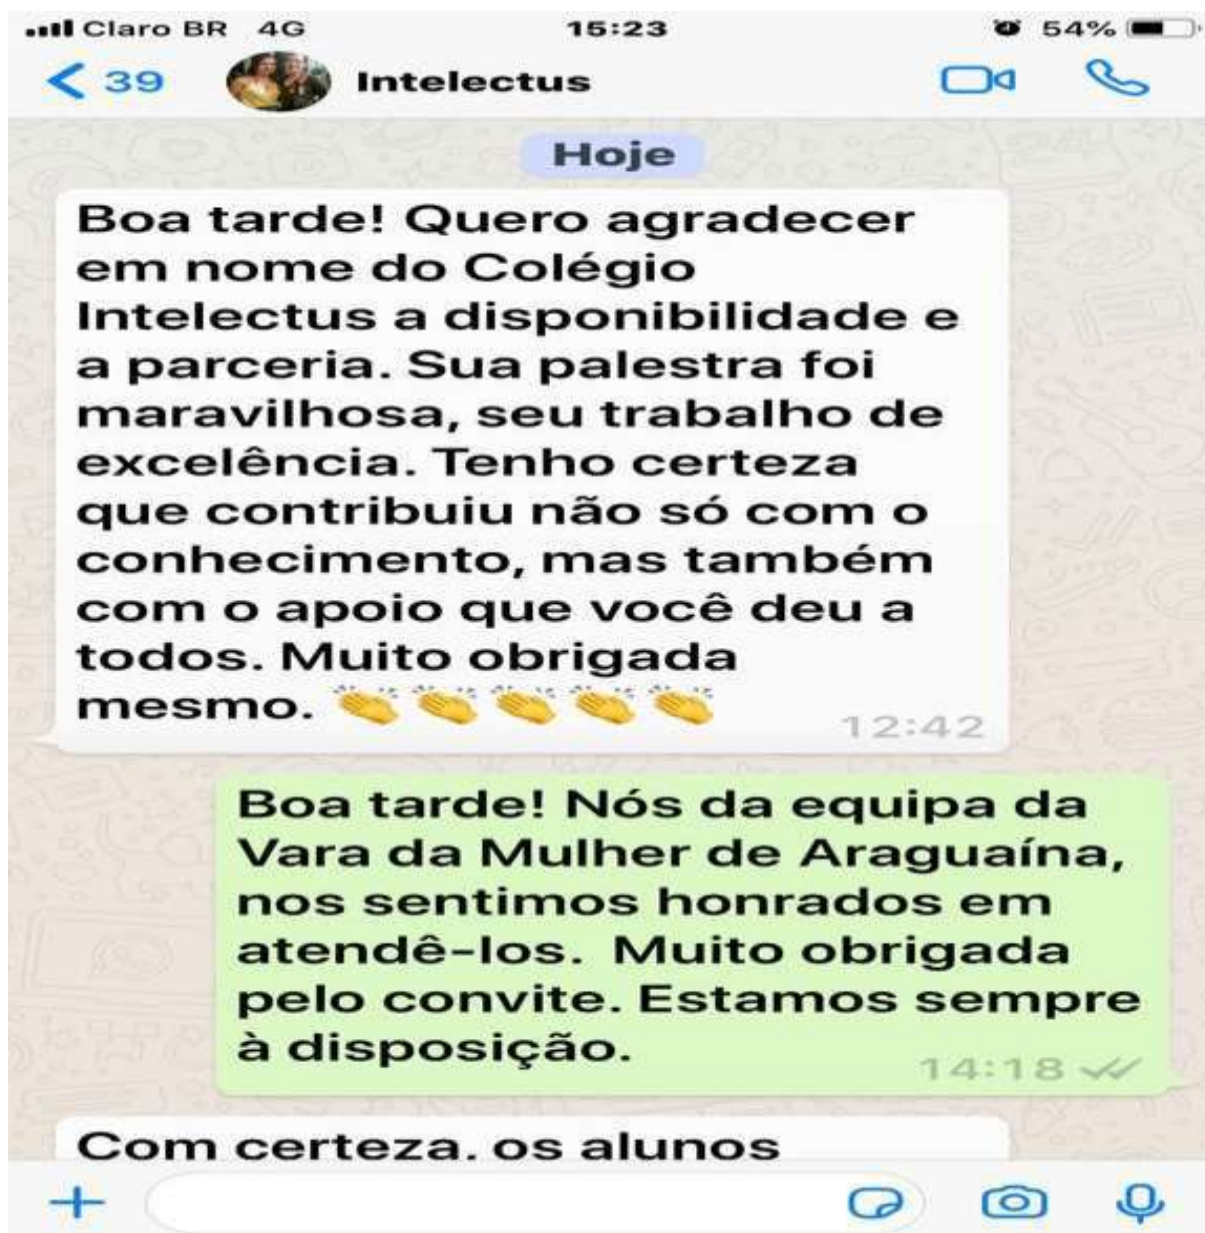 Claro BR 4G 15:23 54%
39 Intelectus
Hoje
Boa tarde! Quero agradecer
em nome do Colégio
Intelectus a disponibilidade e
a parceria. Sua palestra foi
maravilhosa, seu trabalho de
excelência. Tenho certeza
que contribuiu não só com o
conhecimento, mas também
com o apoio que você deu a
todos. Muito obrigada
mesmo. 👏👏👏👏👏
12:42
Boa tarde! Nós da equipa da
Vara da Mulher de Araguaína,
nos sentimos honrados em
atendê-los. Muito obrigada
pelo convite. Estamos sempre
à disposição.
14:18
Com certeza. os alunos